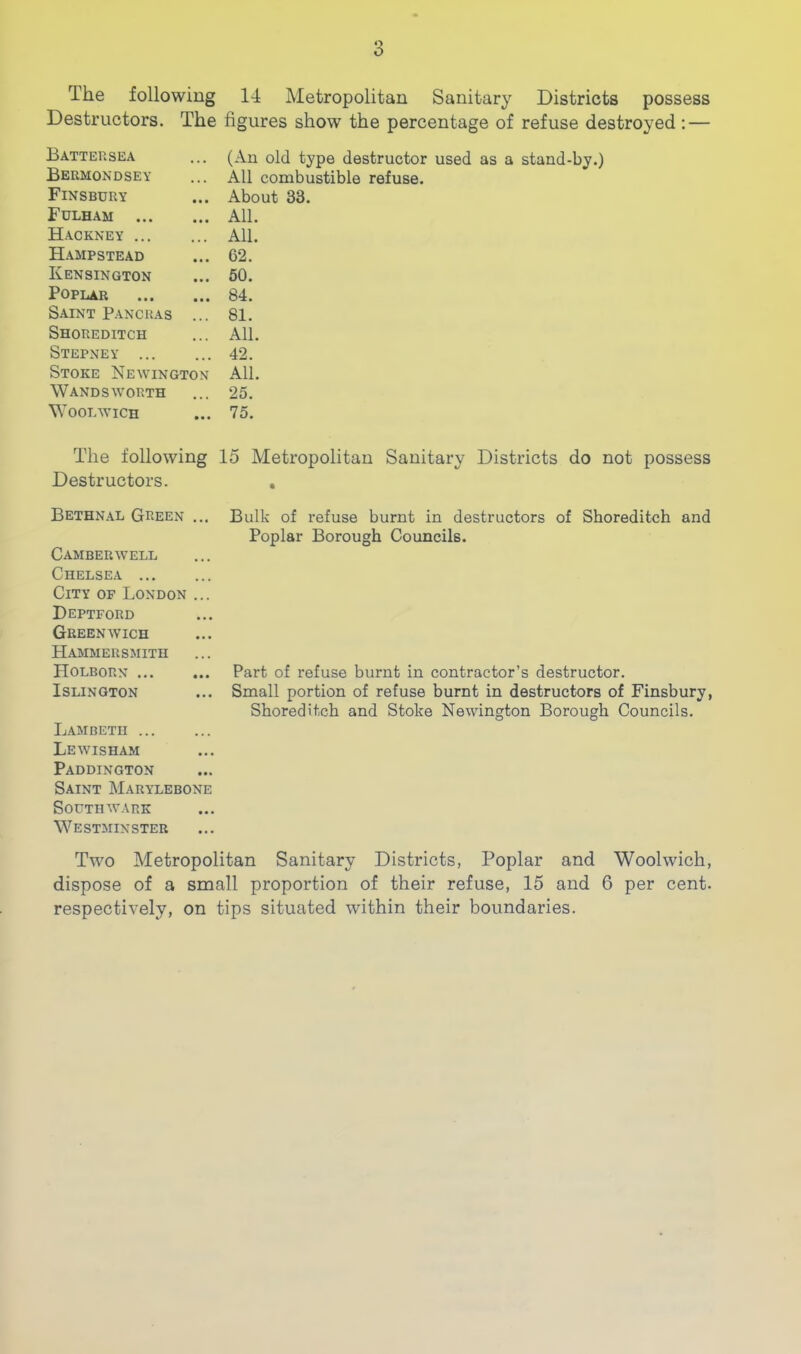 3
The following 14 Metropolitan Sanitary Districts possess
Destructors. The figures show the percentage of refuse destroyed :—
BATTERSEA ... (An old type destructor used as a stand-by.)
BERMONDSEY ... All combustible refuse.
FINSBURY ... About 33.
FULHAM ... ... All.
HACKNEY ... ... All.
HAMPSTEAD ... 62.
KENSINGTON ... 50.
POPLAR ... ... 84.
SAINT PANCRAS ... 81.
SHOREDITCH ... All.
STEPNEY ... ... 42.
STOKE NEWINGTON All.
WANDSWORTH ... 25.
WOOLWICH ... 75.
The following 15 Metropolitan Sanitary Districts do not possess
Destructors.
BETHNAL GREEN ... Bulk of refuse burnt in destructors of Shoreditch and
Poplar Borough Councils.
CAMBERWELL ...
CHELSEA ... ...
CITY OF LONDON ...
DEPTFORD ...
GREENWICH ...
HAMMERSMITH ...
HOLBORN ... ... Part of refuse burnt in contractor's destructor.
ISLINGTON ... Small portion of refuse burnt in destructors of Finsbury,
Shoreditch and Stoke Newington Borough Councils.
LAMBETH ... ...
LEWISHAM ...
PADDINGTON ...
SAINT MARYLEBONE
SOUTHWARK ...
WESTMINSTER ...
Two Metropolitan Sanitary Districts, Poplar and Woolwich,
dispose of a small proportion of their refuse, 15 and 6 per cent.
respectively, on tips situated within their boundaries.